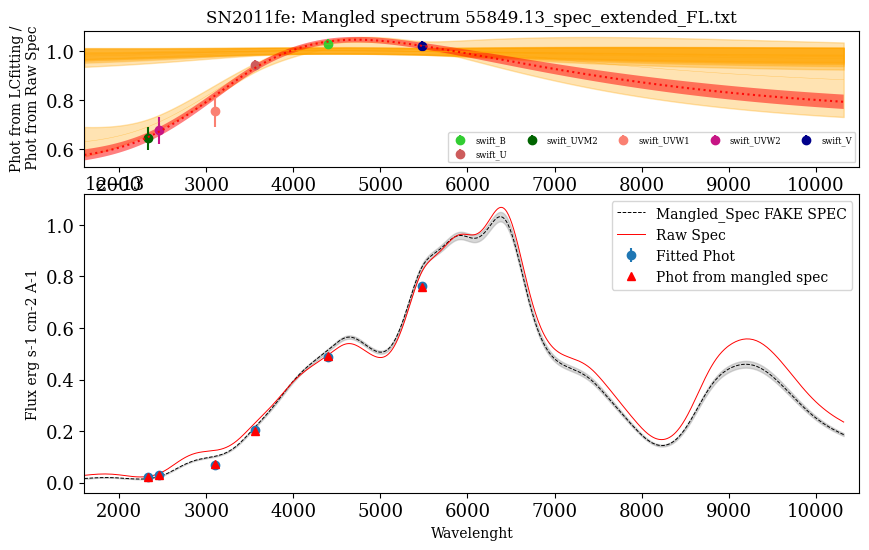 SN2011fe: Mangled spectrum 55849.13_spec_extended_FL.txt
Phot from LCfitting /
Phot from Raw Spec
1.0
0.8
0.6
swift_B
swift_UVM2
swift_UVW1
swift_UVW2
swift_V
swift_U
2000 3000 4000 5000 6000 7000 8000 9000 10000
1e−13
Flux erg s-1 cm-2 A-1
1.0
0.8
0.6
0.4
0.2
0.0
Mangled_Spec FAKE SPEC
Raw Spec
Fitted Phot
Phot from mangled spec
2000 3000 4000 5000 6000 7000 8000 9000 10000
Wavelenght